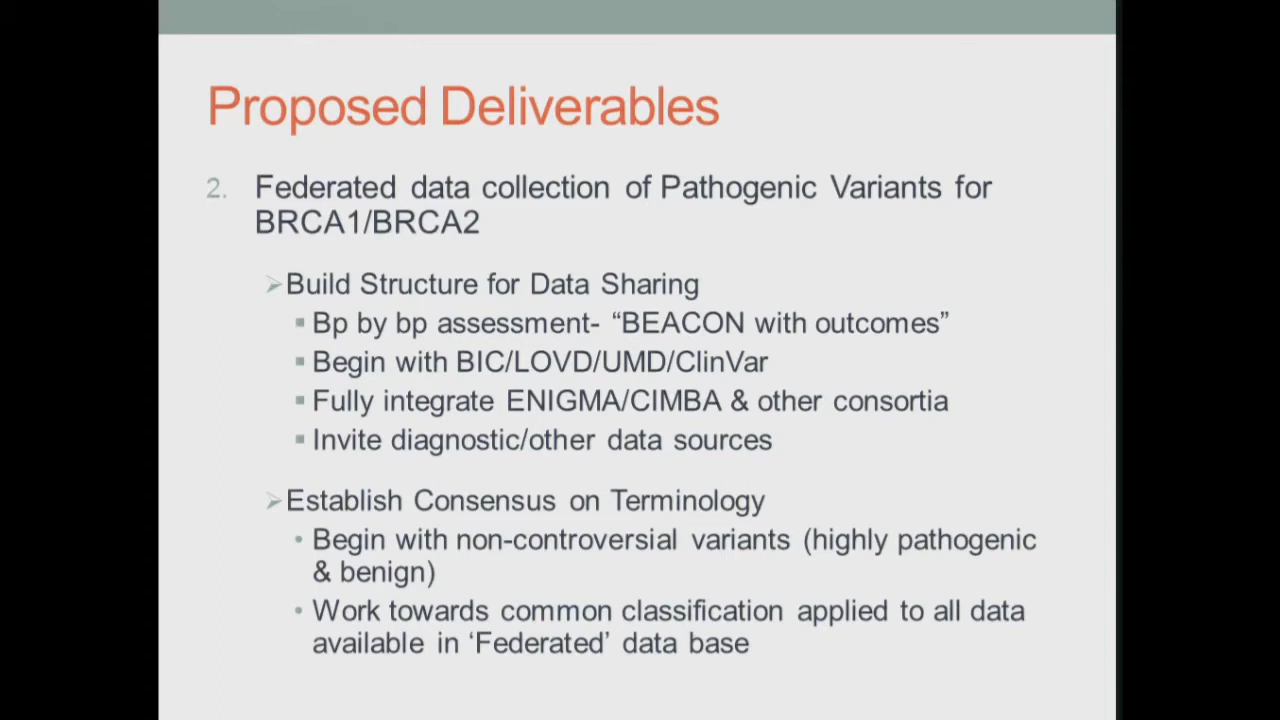 Proposed Deliverables
2. Federated data collection of Pathogenic Variants for
BRCA1/BRCA2
➢Build Structure for Data Sharing
▪ Bp by bp assessment- “BEACON with outcomes”
▪ Begin with BIC/LOVD/UMD/ClinVar
▪ Fully integrate ENIGMA/CIMBA & other consortia
▪ Invite diagnostic/other data sources
➢Establish Consensus on Terminology
• Begin with non-controversial variants (highly pathogenic
& benign)
• Work towards common classification applied to all data
available in ‘Federated’ data base